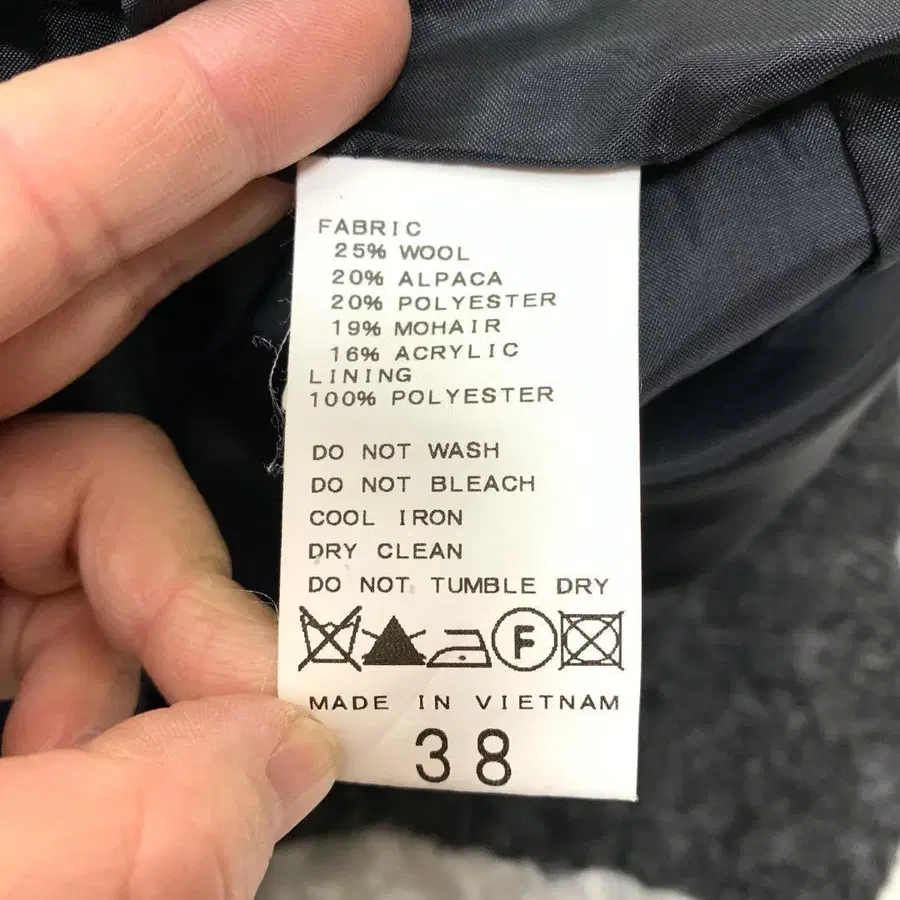 FABRIC
25% WOOL
20% ALPACA
20% POLYESTER
19% MOHAIR
16% ACRYLIC
LINING
100% POLYESTER
DO NOT WASH
DO NOT BLEACH
COOL IRON
DRY CLEAN
DO NOT TUMBLE DRY
F
MADE IN VIETNAM
38